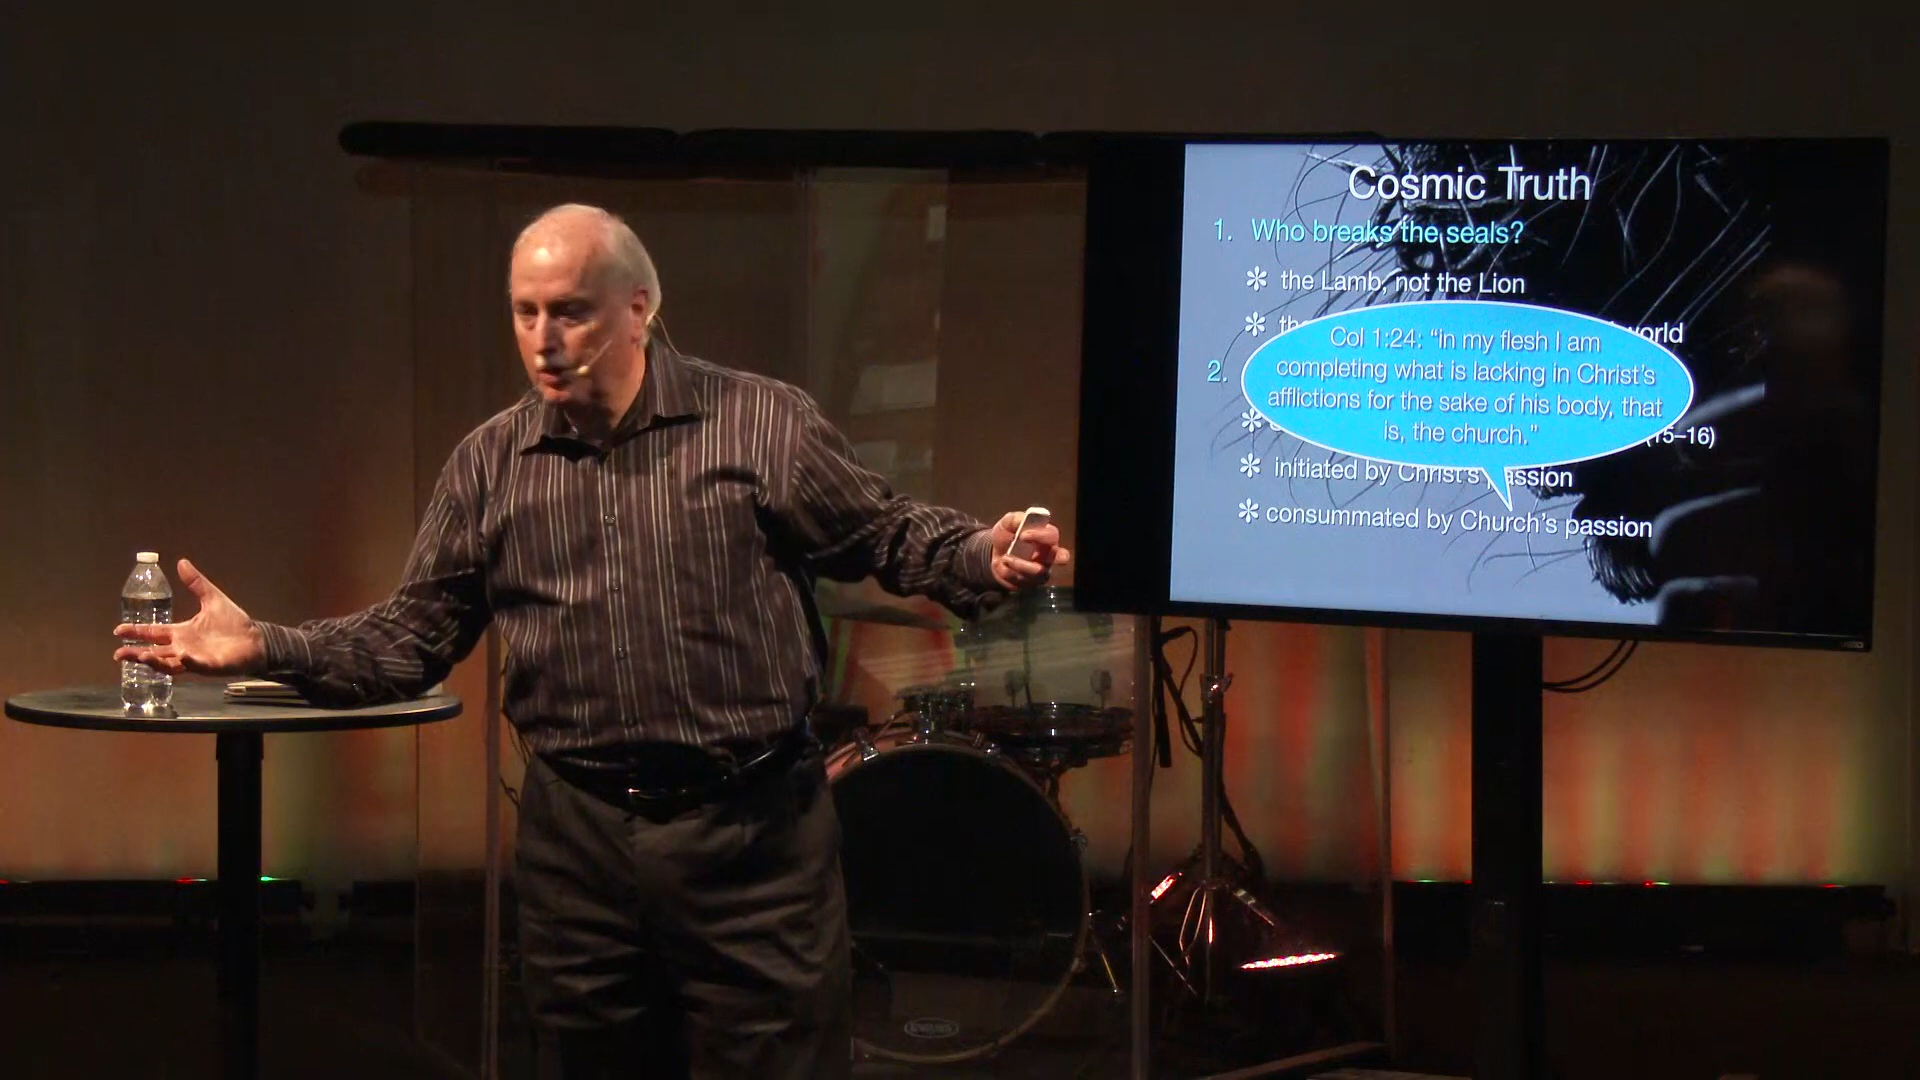 Cosmic Truth
1. Who breaks the seals?
* the Lamb, not the Lion
* world
Col 1:24: “In my flesh I am
completing what is lacking in Christ’s
afflictions for the sake of his body, that
is, the church.”
2.
* 15–16)
* initiated by Christ’s passion
* consummated by Church’s passion